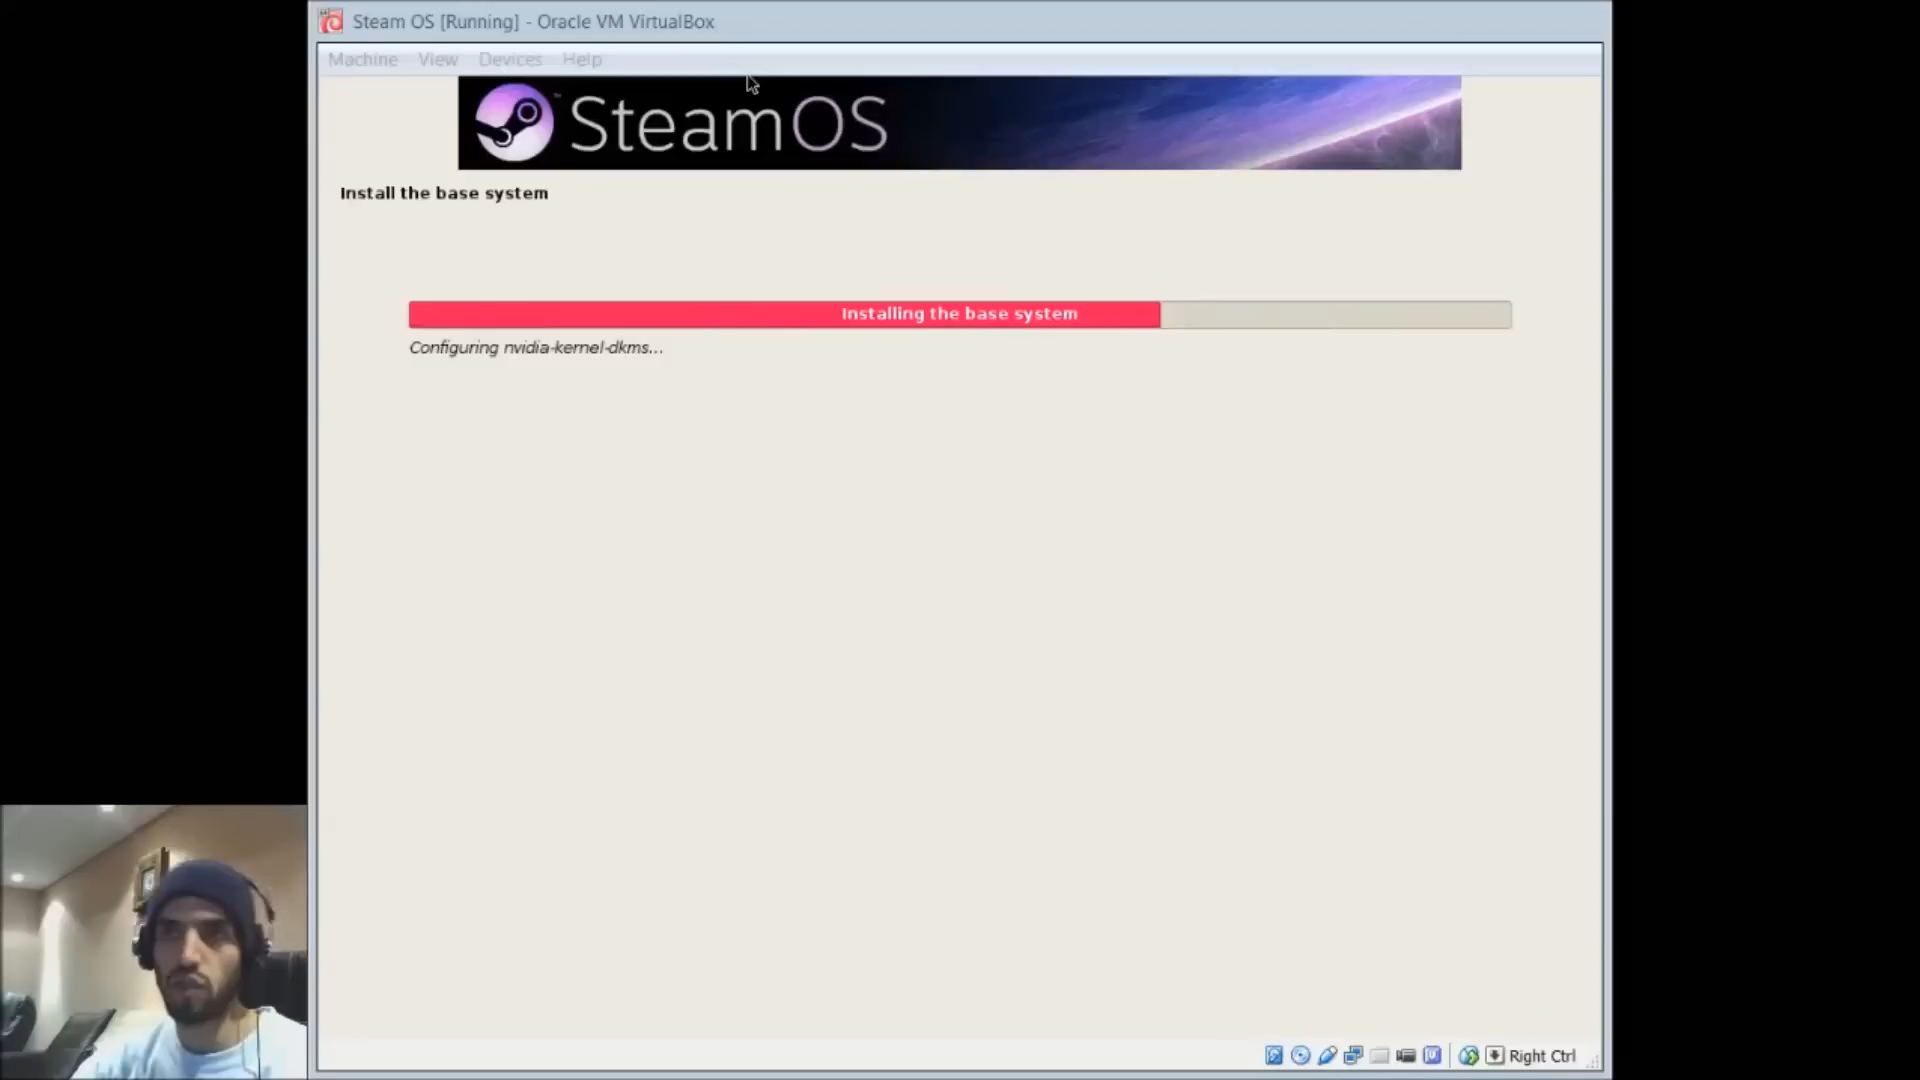 Steam OS [Running] - Oracle VM VirtualBox
Machine View Devices Help
STEAMOS
Install the base system
Installing the base system
Configuring nvidia-kernel-dkms...
Right Ctrl